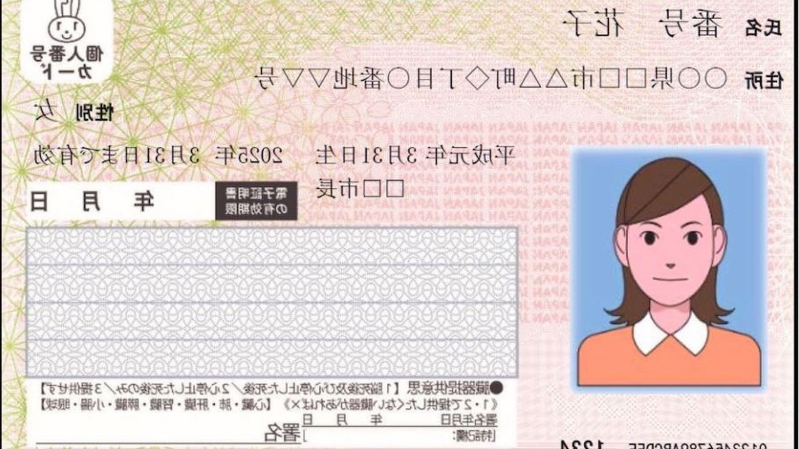 氏名 番号 花子
個人番号
カード
住所 ○○県□□市△△町◇丁目○番地▽▽号
性別 女
平成元年 3月31日生 2025年 3月31日まで有効
□□市長
電子証明書
の有効期限
年 月 日
JAPAN JAPAN JAPAN JAPAN JAPAN
●臓器提供意思【1脳死及び心停止した死後／2心停止した死後のみ／3提供せず】
《1・2で提供したくない臓器があれば×》【心臓・肺・肝臓・腎臓・膵臓・小腸・眼球】
署名年月日 年 月 日
[特記欄: ] 署名
1234
0123456789ABCDEF